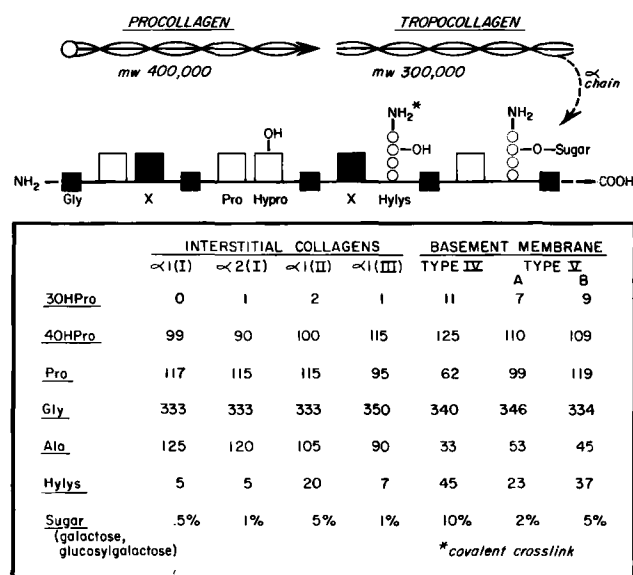 PROCOLLAGEN TROPOCOLLAGEN
mw 400,000 mw 300,000
α chain
NH2* NH2
OH
OH O-Sugar
NH2 COOH
Gly X Pro Hypro X Hylys
INTERSTITIAL COLLAGENS BASEMENT MEMBRANE
α1(I) α2(I) α1(II) α1(III) TYPE IV TYPE V
A B
3OHPro 0 1 2 1 11 7 9
4OHPro 99 90 100 115 125 110 109
Pro 117 115 115 95 62 99 119
Gly 333 333 333 350 340 346 334
Ala 125 120 105 90 33 53 45
Hylys 5 5 20 7 45 23 37
Sugar .5% 1% 5% 1% 10% 2% 5%
(galactose,
glucosylgalactose) *covalent crosslink